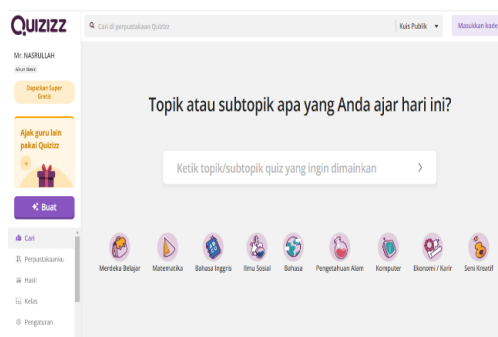 QUIZIZZ
Cari di perpustakaan Quizizz
Kuis Publik
Masukkan kode
Mr. NASRULLAH
Akun Basic
Dapatkan Super
Gratis
Topik atau subtopik apa yang Anda ajar hari ini?
Ajak guru lain
pakai Quizizz
Ketik topik/subtopik quiz yang ingin dimainkan
Buat
Cari
Perpustakaanku
Hasil
Kelas
Pengaturan
Merdeka Belajar
Matematika
Bahasa Inggris
Ilmu Sosial
Bahasa
Pengetahuan Alam
Komputer
Ekonomi / Karir
Seni Kreatif